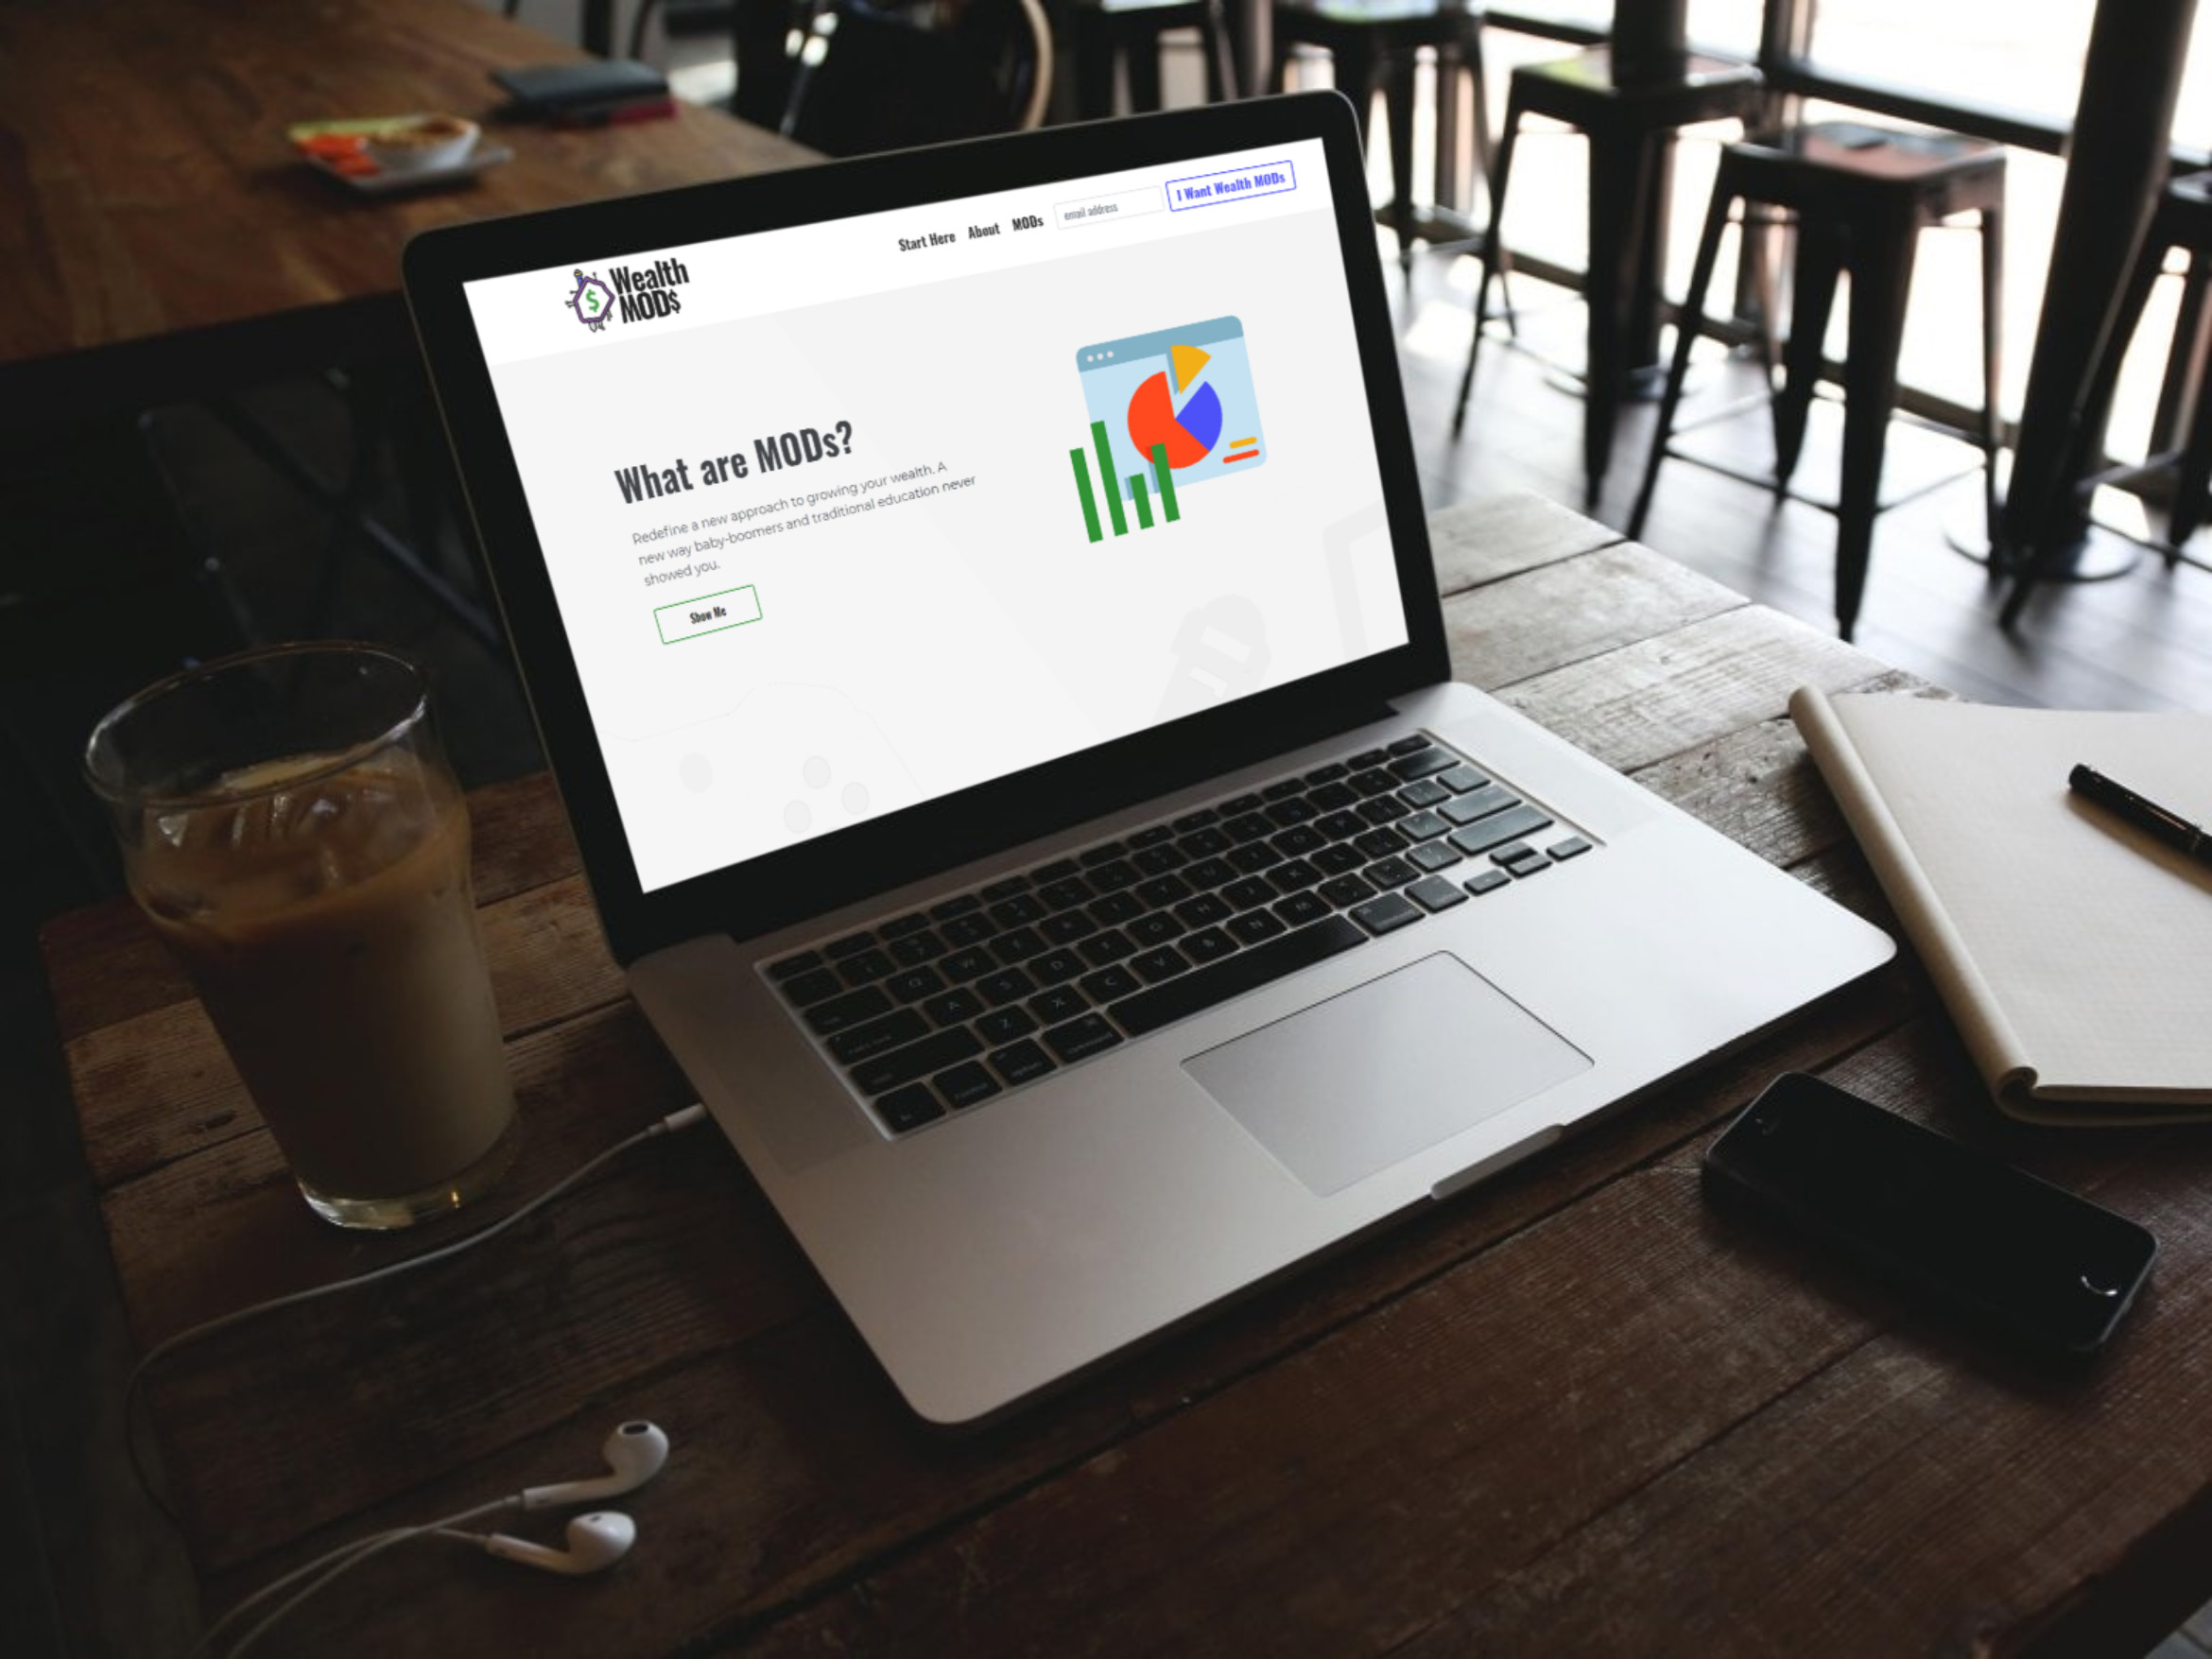 Wealth
MOD$
Start Here About MODs email address I Want Wealth MODs
What are MODs?
Redefine a new approach to growing your wealth. A
new way baby-boomers and traditional education never
showed you.
Show Me